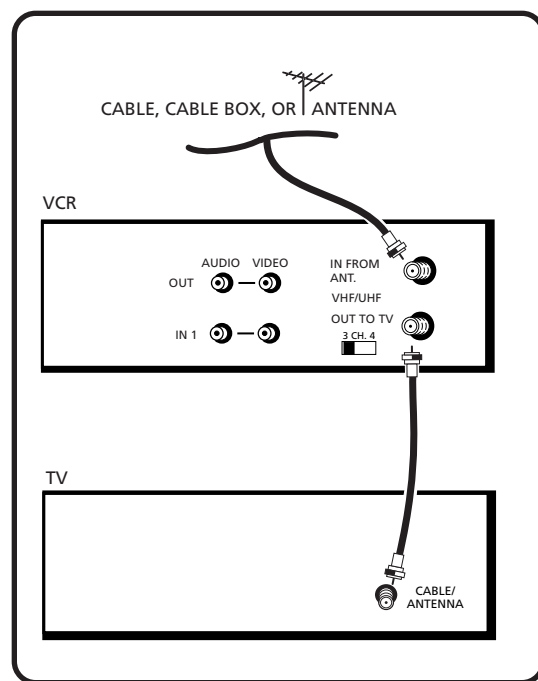 CABLE, CABLE BOX, OR ANTENNA
VCR
AUDIO VIDEO
OUT
IN 1
IN FROM
ANT.
VHF/UHF
OUT TO TV
3 CH. 4
TV
CABLE/
ANTENNA